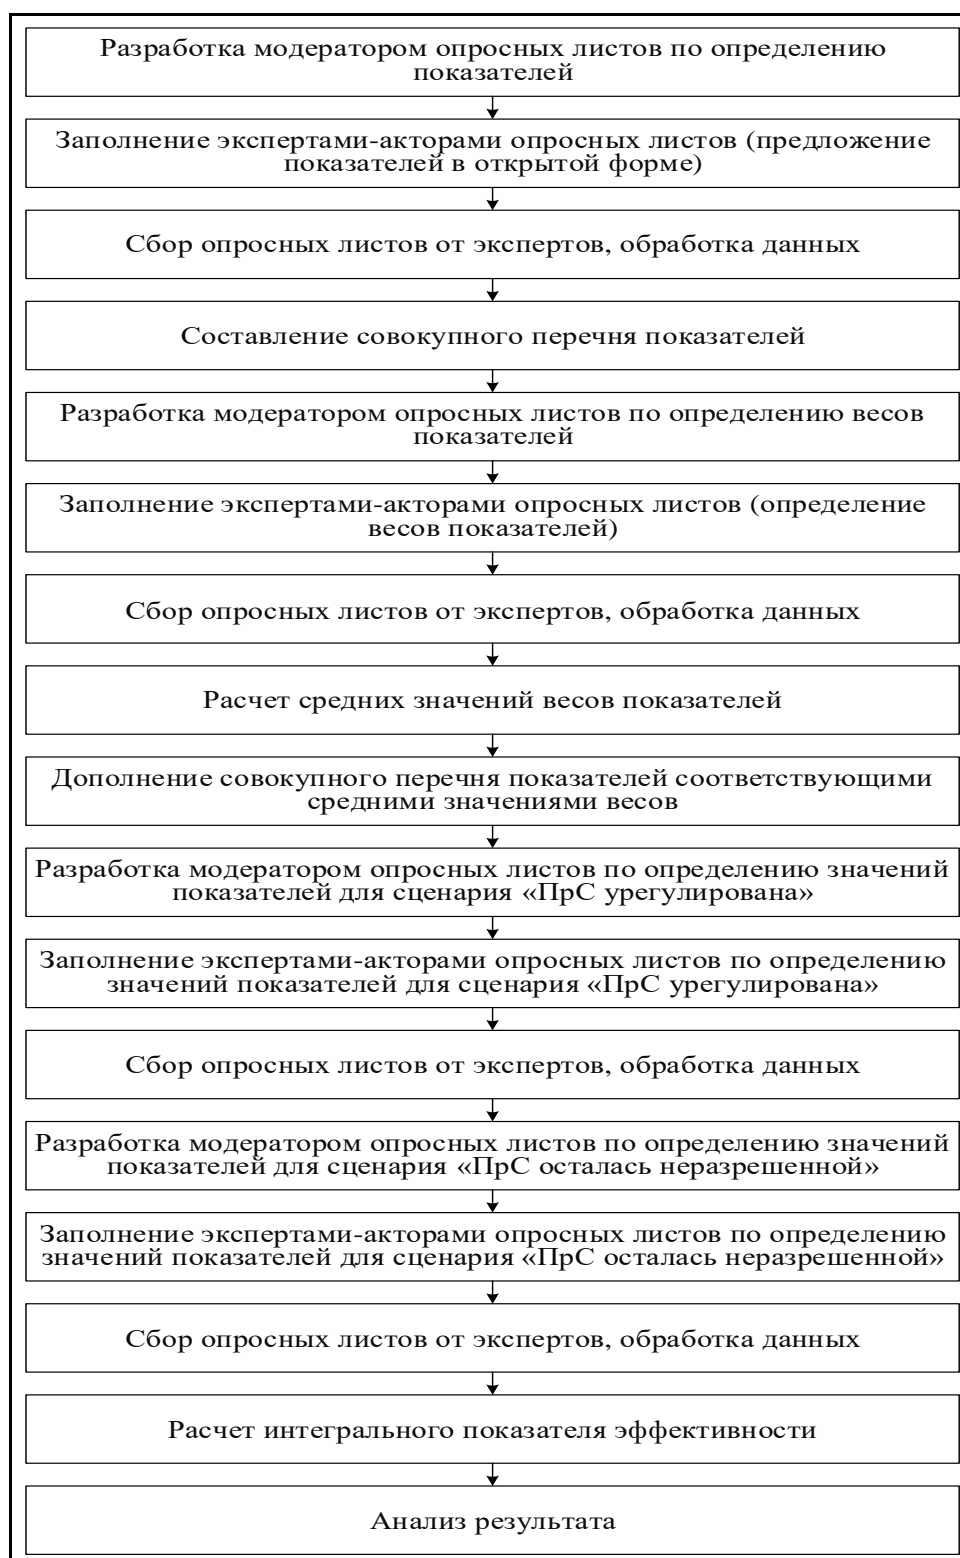 Разработка модератором опросных листов по определению
показателей
Заполнение экспертами-акторами опросных листов (предложение
показателей в открытой форме)
Сбор опросных листов от экспертов, обработка данных
Составление совокупного перечня показателей
Разработка модератором опросных листов по определению весов
показателей
Заполнение экспертами-акторами опросных листов (определение
весов показателей)
Сбор опросных листов от экспертов, обработка данных
Расчет средних значений весов показателей
Дополнение совокупного перечня показателей соответствующими
средними значениями весов
Разработка модератором опросных листов по определению значений
показателей для сценария «ПрС урегулирована»
Заполнение экспертами-акторами опросных листов по определению
значений показателей для сценария «ПрС урегулирована»
Сбор опросных листов от экспертов, обработка данных
Разработка модератором опросных листов по определению значений
показателей для сценария «ПрС осталась неразрешенной»
Заполнение экспертами-акторами опросных листов по определению
значений показателей для сценария «ПрС осталась неразрешенной»
Сбор опросных листов от экспертов, обработка данных
Расчет интегрального показателя эффективности
Анализ результата